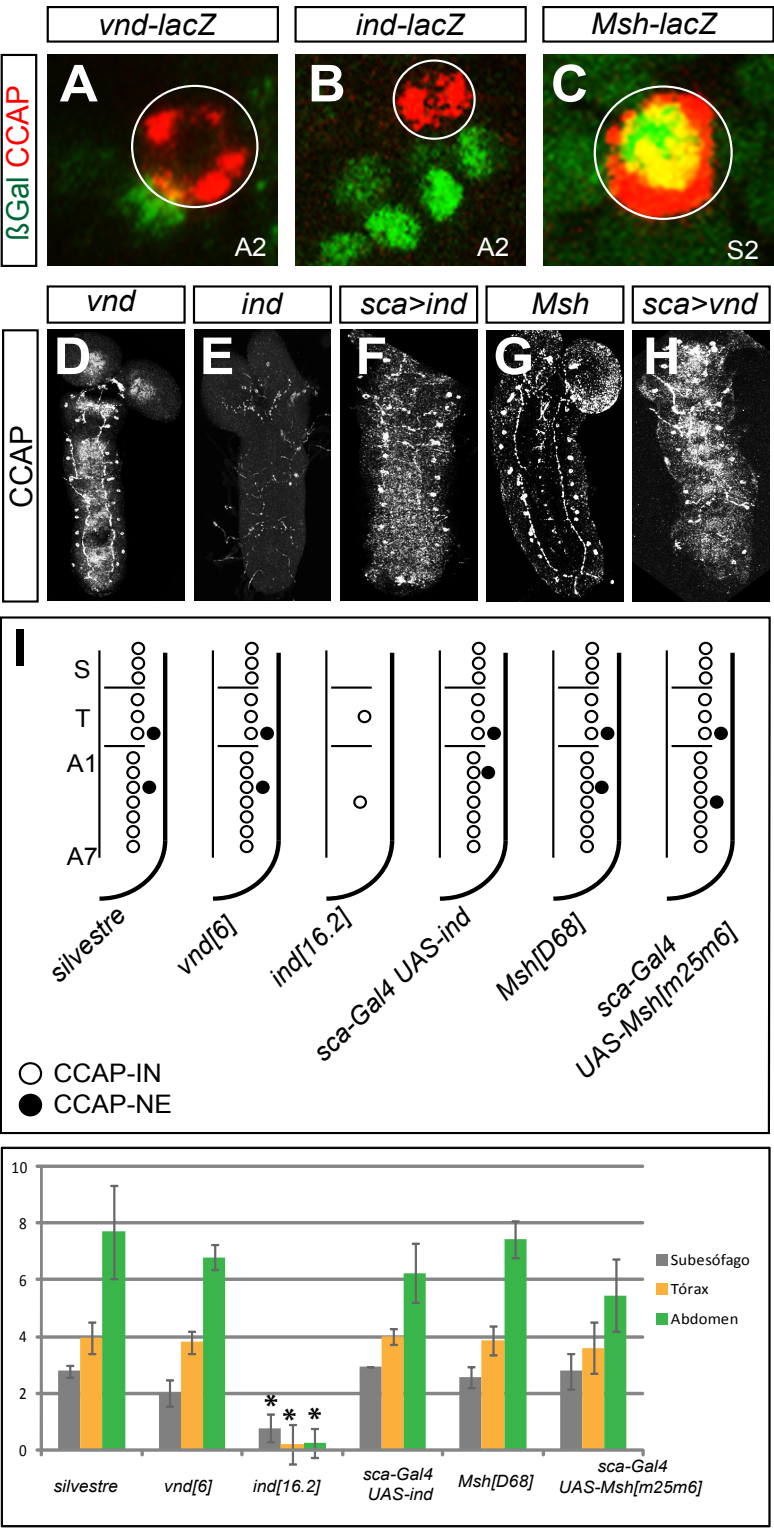 vnd-lacZ ind-lacZ Msh-lacZ
ßGal CCAP
A B C
A2 A2 S2
vnd ind sca>ind Msh sca>vnd
CCAP
D E F G H
I
S
T
A1
A7
silvestre
vnd[6]
ind[16.2]
sca-Gal4 UAS-ind
Msh[D68]
sca-Gal4
UAS-Msh[m25m6]
CCAP-IN
CCAP-NE
10
8
6
4
2
0
* * *
Subesófago
Tórax
Abdomen
silvestre
vnd[6]
ind[16.2]
sca-Gal4
UAS-ind
Msh[D68]
sca-Gal4
UAS-Msh[m25m6]